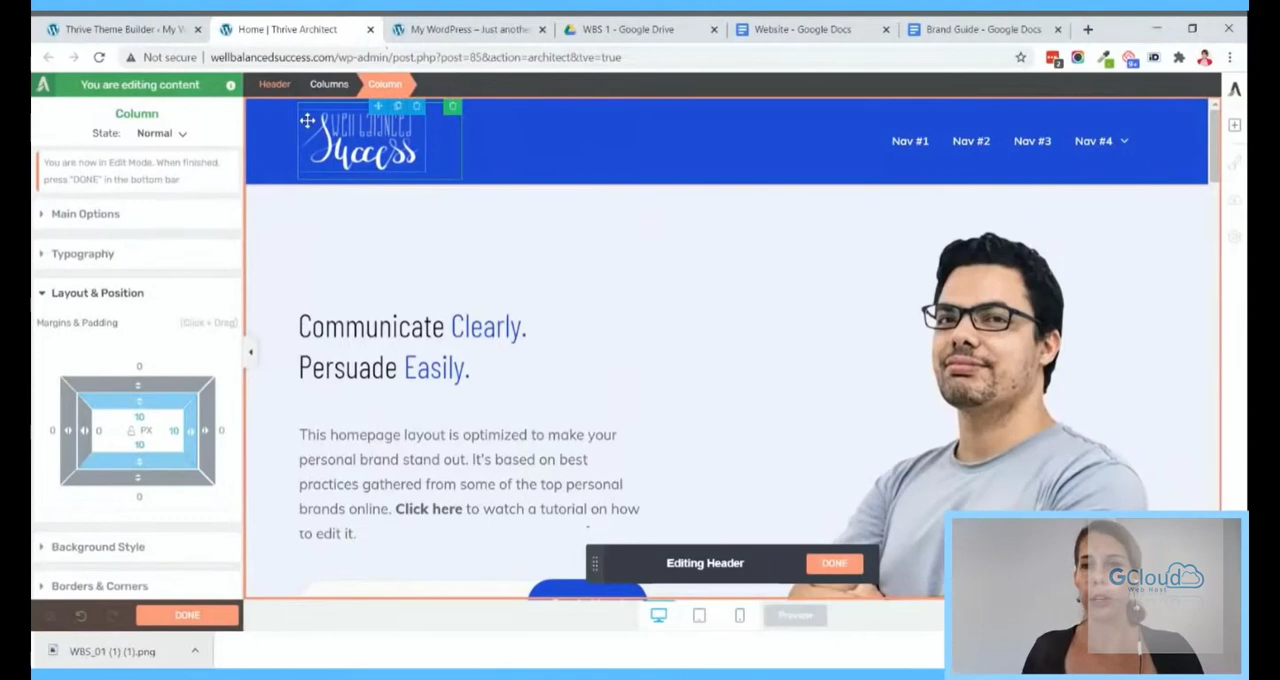 Thrive Theme Builder ‹ My W
Home | Thrive Architect
My WordPress – Just anothe
WBS 1 - Google Drive
Website - Google Docs
Brand Guide - Google Docs
Not secure | wellbalancedsuccess.com/wp-admin/post.php?post=85&action=architect&tve=true
You are editing content
Header
Columns
Column
Column
State: Normal
You are now in Edit Mode. When finished, press "DONE" in the bottom bar
Main Options
Typography
Layout & Position
Margins & Padding
(Click + Drag)
0
10
0 0 PX 10 0
10
0
Background Style
Borders & Corners
DONE
well balanced
Success
Nav #1
Nav #2
Nav #3
Nav #4
Communicate Clearly.
Persuade Easily.
This homepage layout is optimized to make your
personal brand stand out. It's based on best
practices gathered from some of the top personal
brands online. Click here to watch a tutorial on how
to edit it.
Editing Header
DONE
Preview
WBS_01 (1) (1).png
GCloud
Web Host